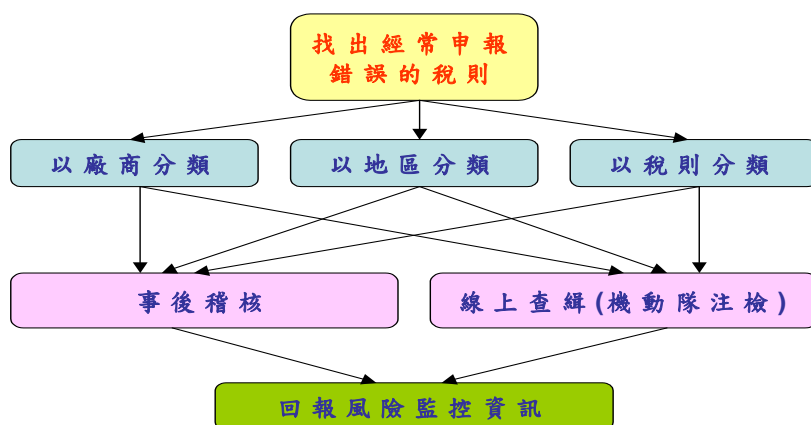 找出經常申報
錯誤的稅則
以廠商分類
以地區分類
以稅則分類
事後稽核
線上查緝(機動隊注檢)
回報風險監控資訊